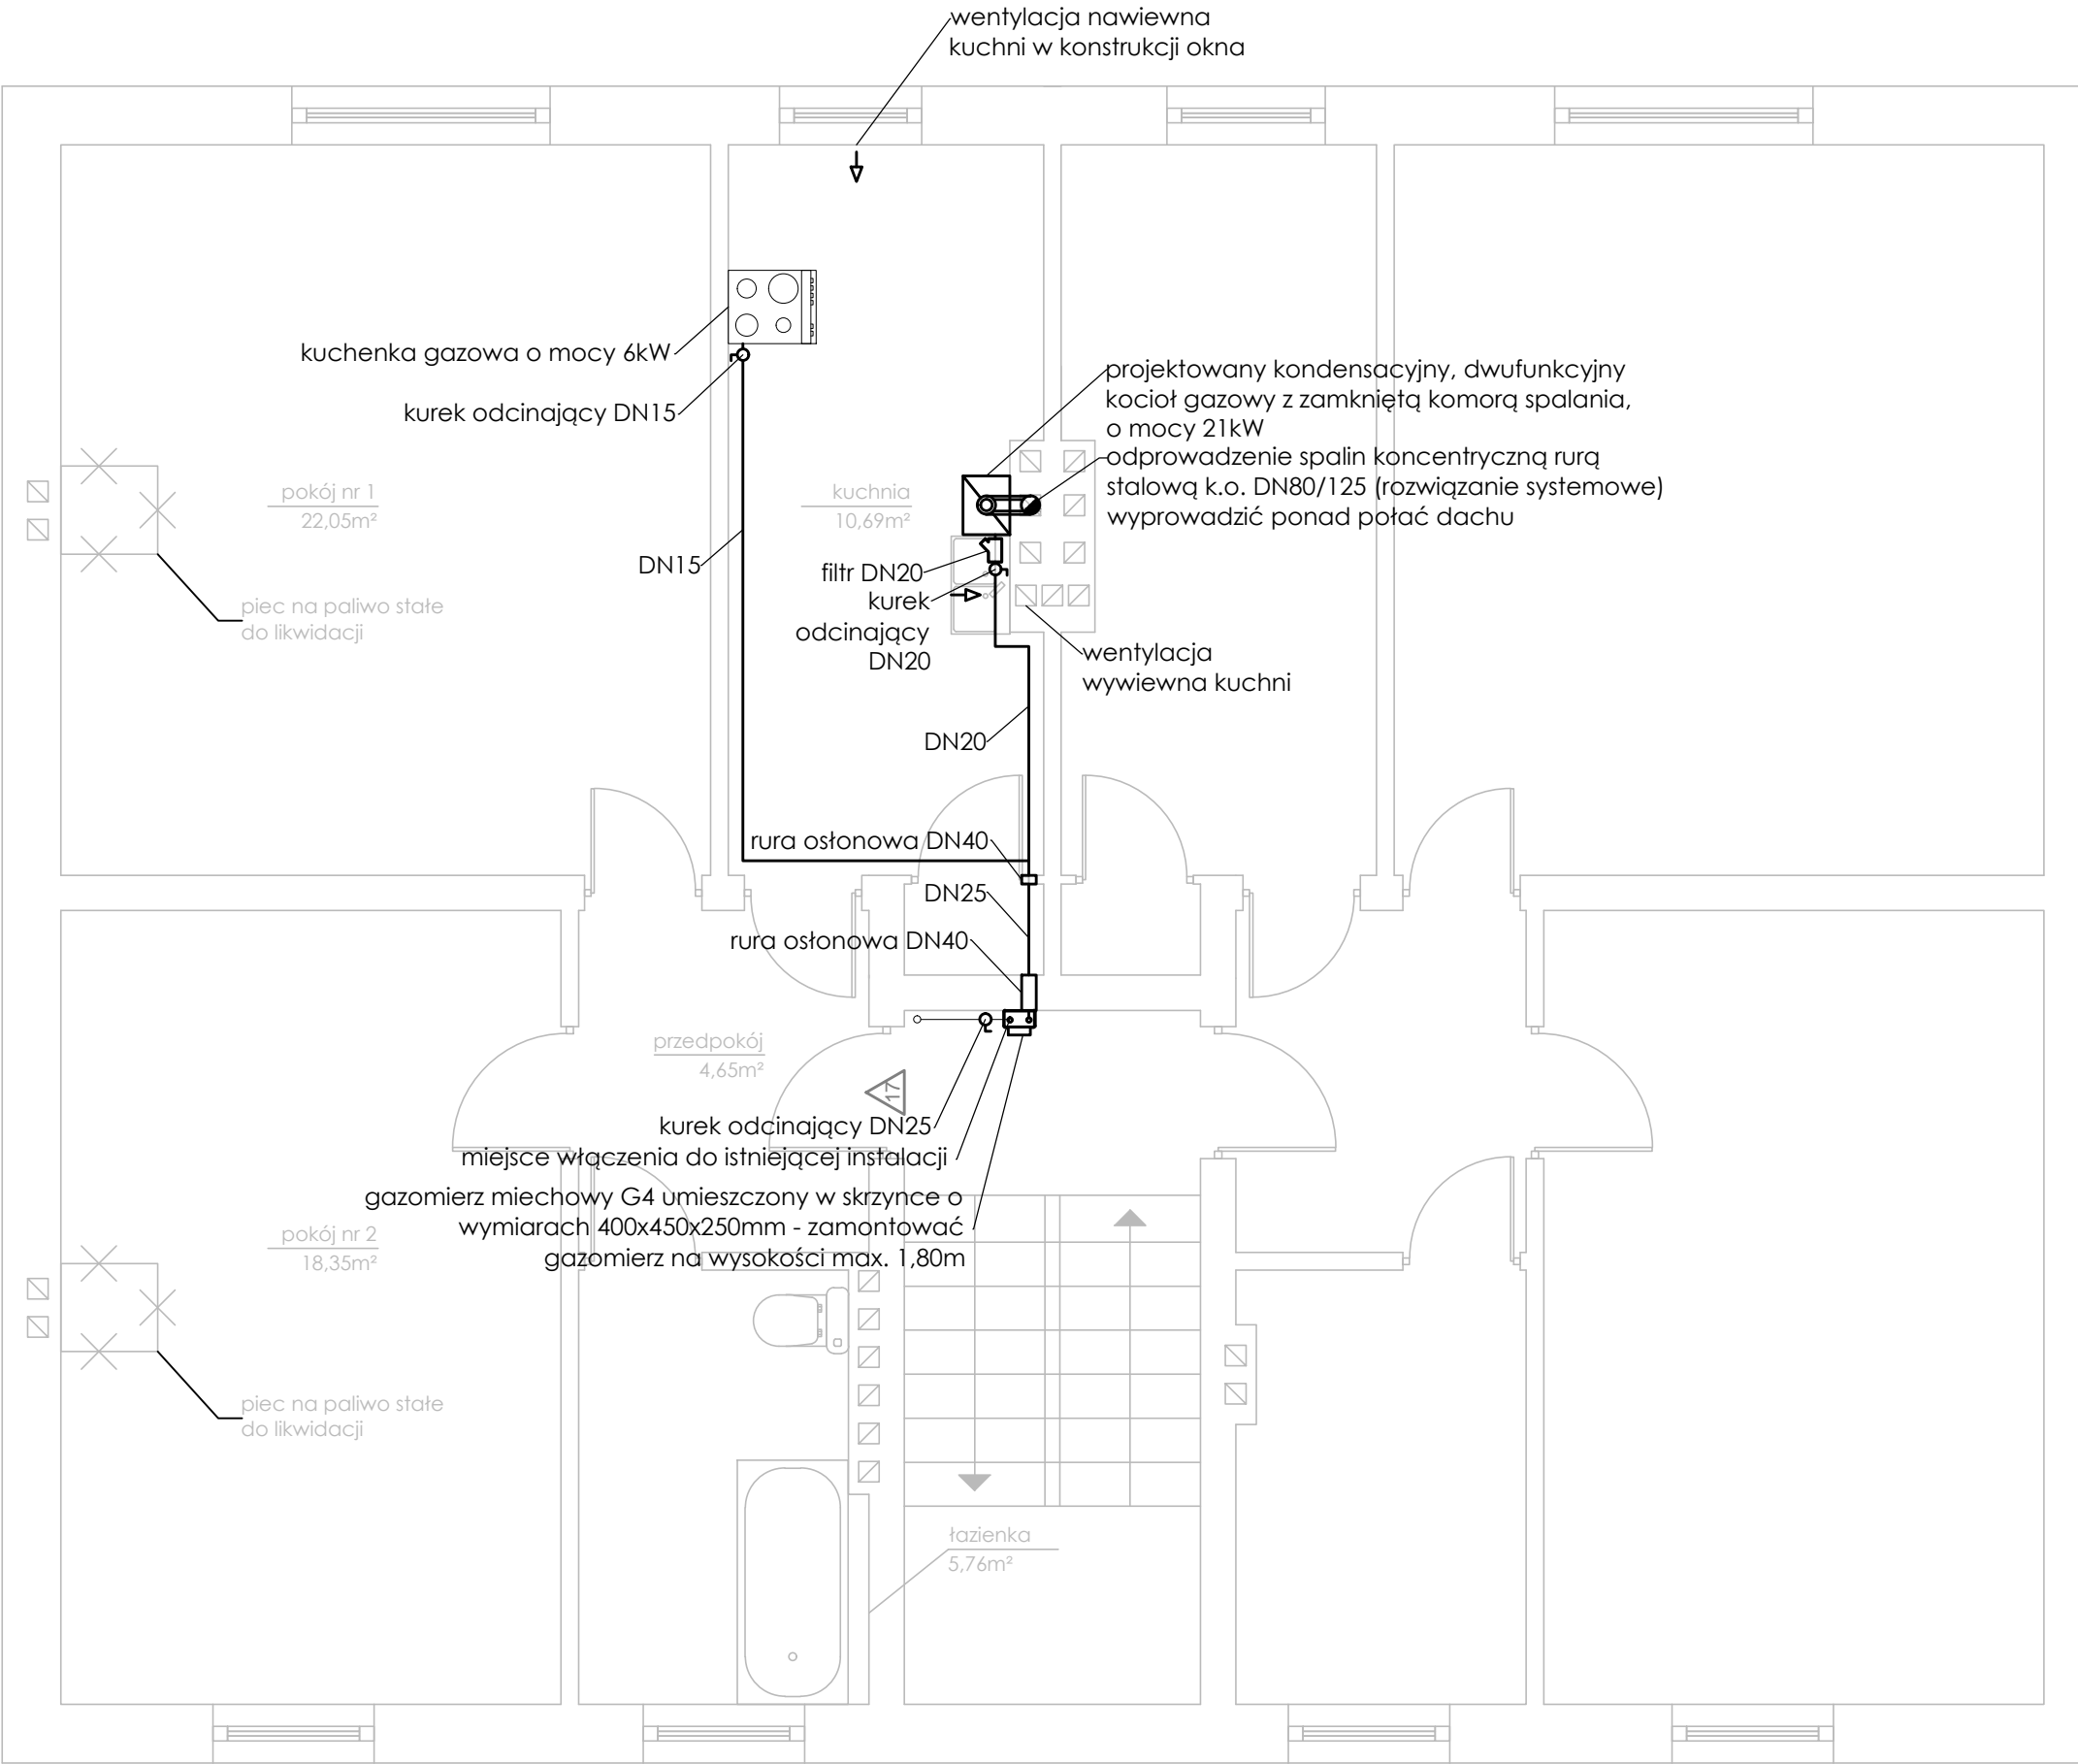 wentylacja nawiewna
kuchni w konstrukcji okna
kuchenka gazowa o mocy 6kW
kurek odcinający DN15
projektowany kondensacyjny, dwufunkcyjny
kocioł gazowy z zamkniętą komorą spalania,
o mocy 21kW
odprowadzenie spalin koncentryczną rurą
stalową k.o. DN80/125 (rozwiązanie systemowe)
wyprowadzić ponad połać dachu
pokój nr 1
22,05m²
kuchnia
10,69m²
DN15
filtr DN20
kurek
odcinający
DN20
piec na paliwo stałe
do likwidacji
wentylacja
wywiewna kuchni
DN20
rura osłonowa DN40
DN25
rura osłonowa DN40
przedpokój
4,65m²
17
kurek odcinający DN25
miejsce włączenia do istniejącej instalacji
gazomierz miechowy G4 umieszczony w skrzynce o
wymiarach 400x450x250mm - zamontować
gazomierz na wysokości max. 1,80m
pokój nr 2
18,35m²
piec na paliwo stałe
do likwidacji
łazienka
5,76m²